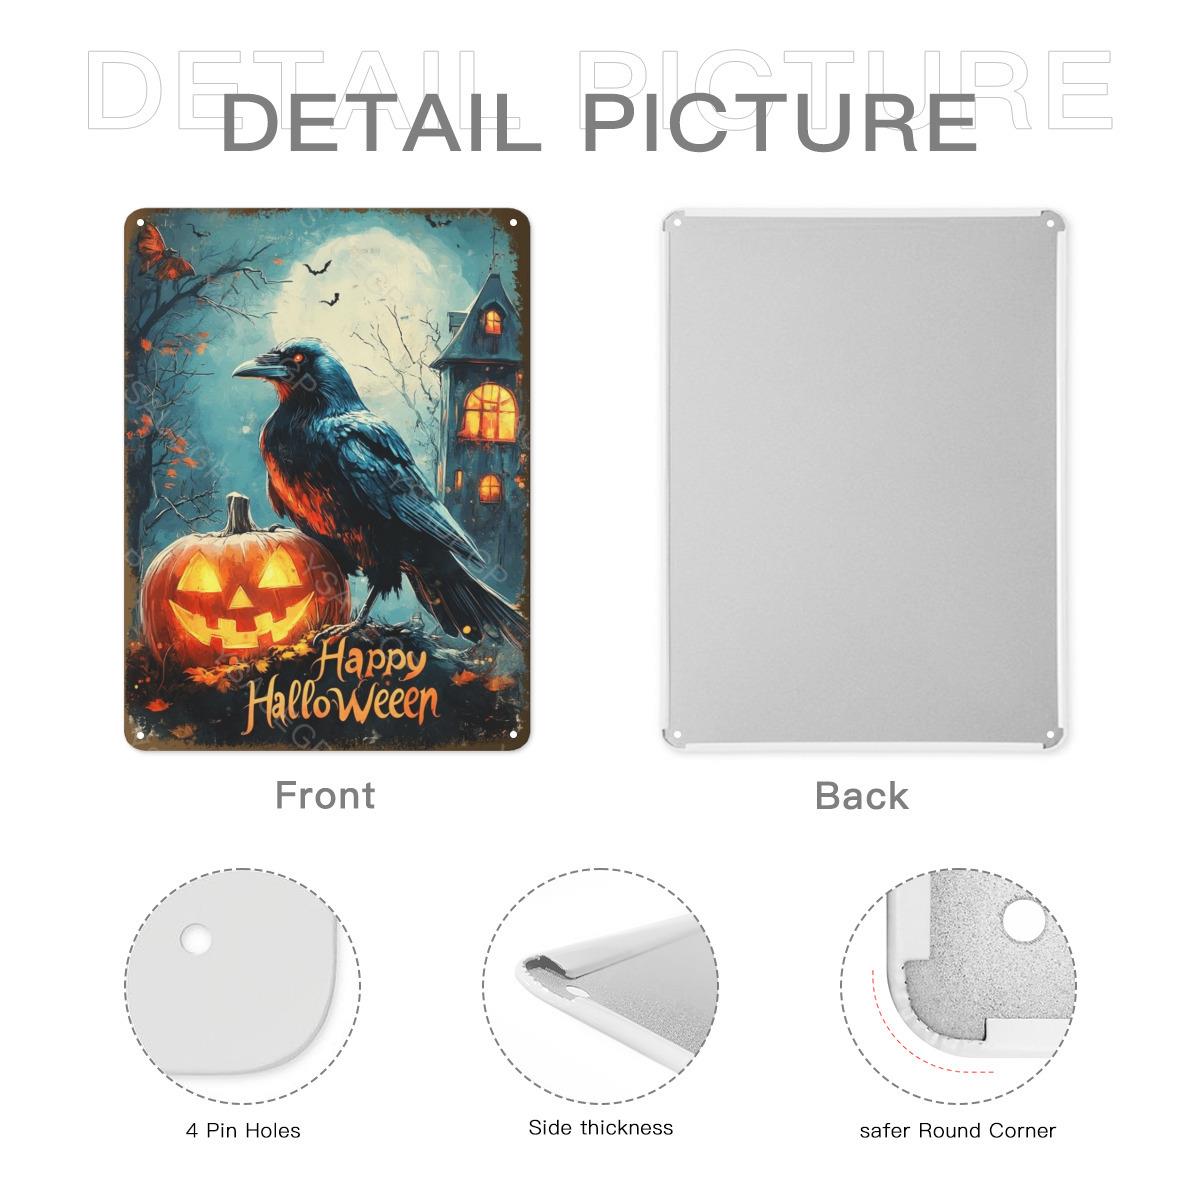 DETAIL PICTURE
DETAIL PICTURE
Happy
Halloweeen
Front
Back
4 Pin Holes
Side thickness
safer Round Corner